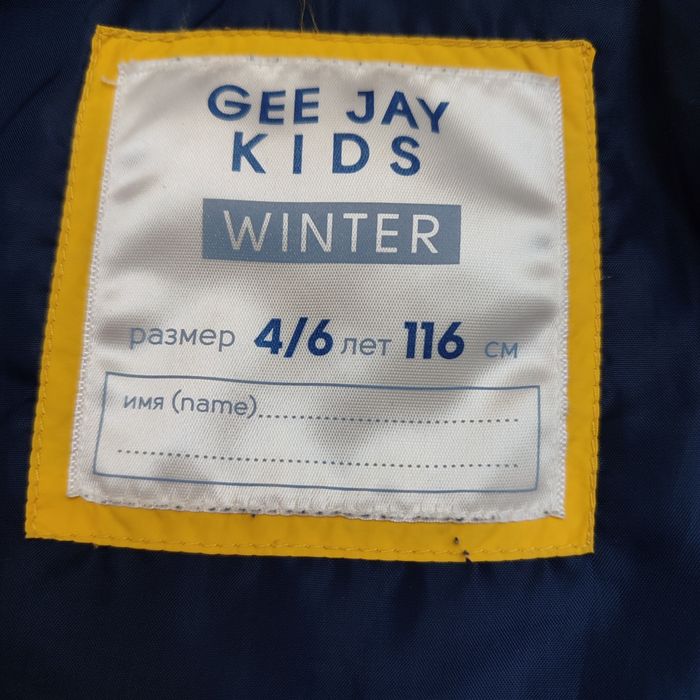 GEE JAY
KIDS
WINTER
размер 4/6 лет 116 см
имя (name)